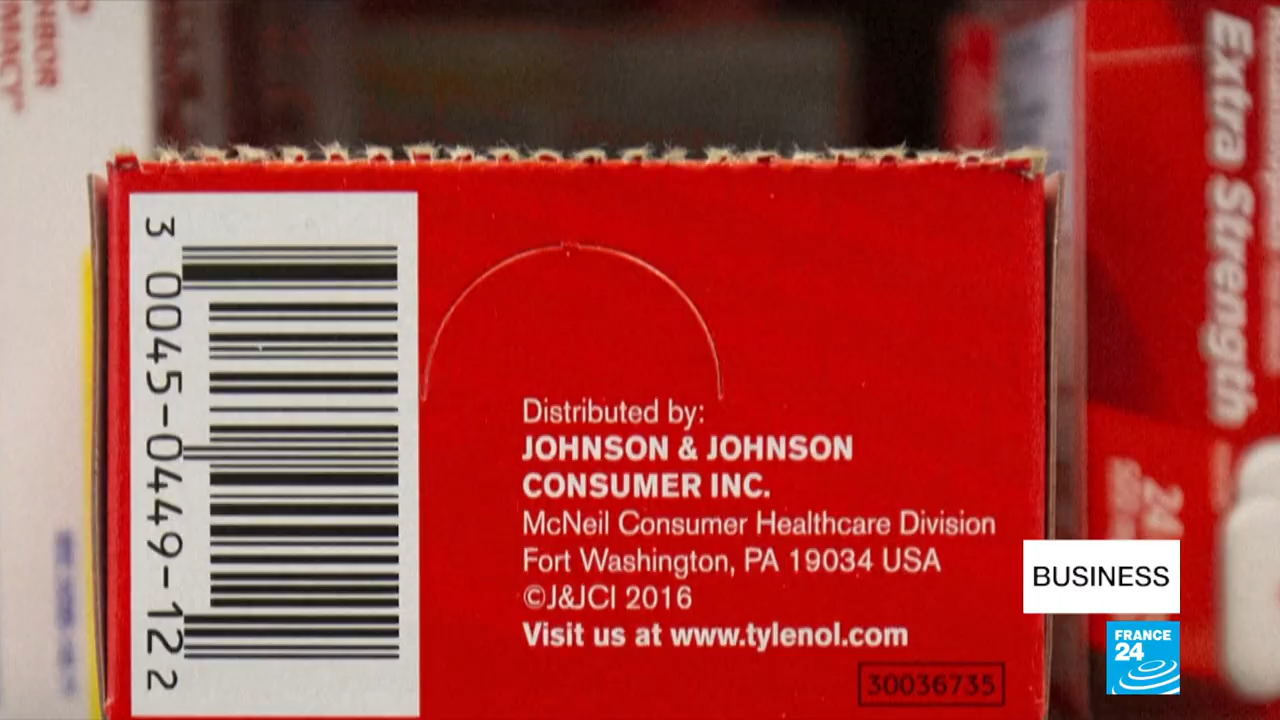 3 0045-0449-12 2
Distributed by:
JOHNSON & JOHNSON
CONSUMER INC.
McNeil Consumer Healthcare Division
Fort Washington, PA 19034 USA
©J&JCI 2016
Visit us at www.tylenol.com
30036735
Extra Strength
24
BUSINESS
FRANCE
24